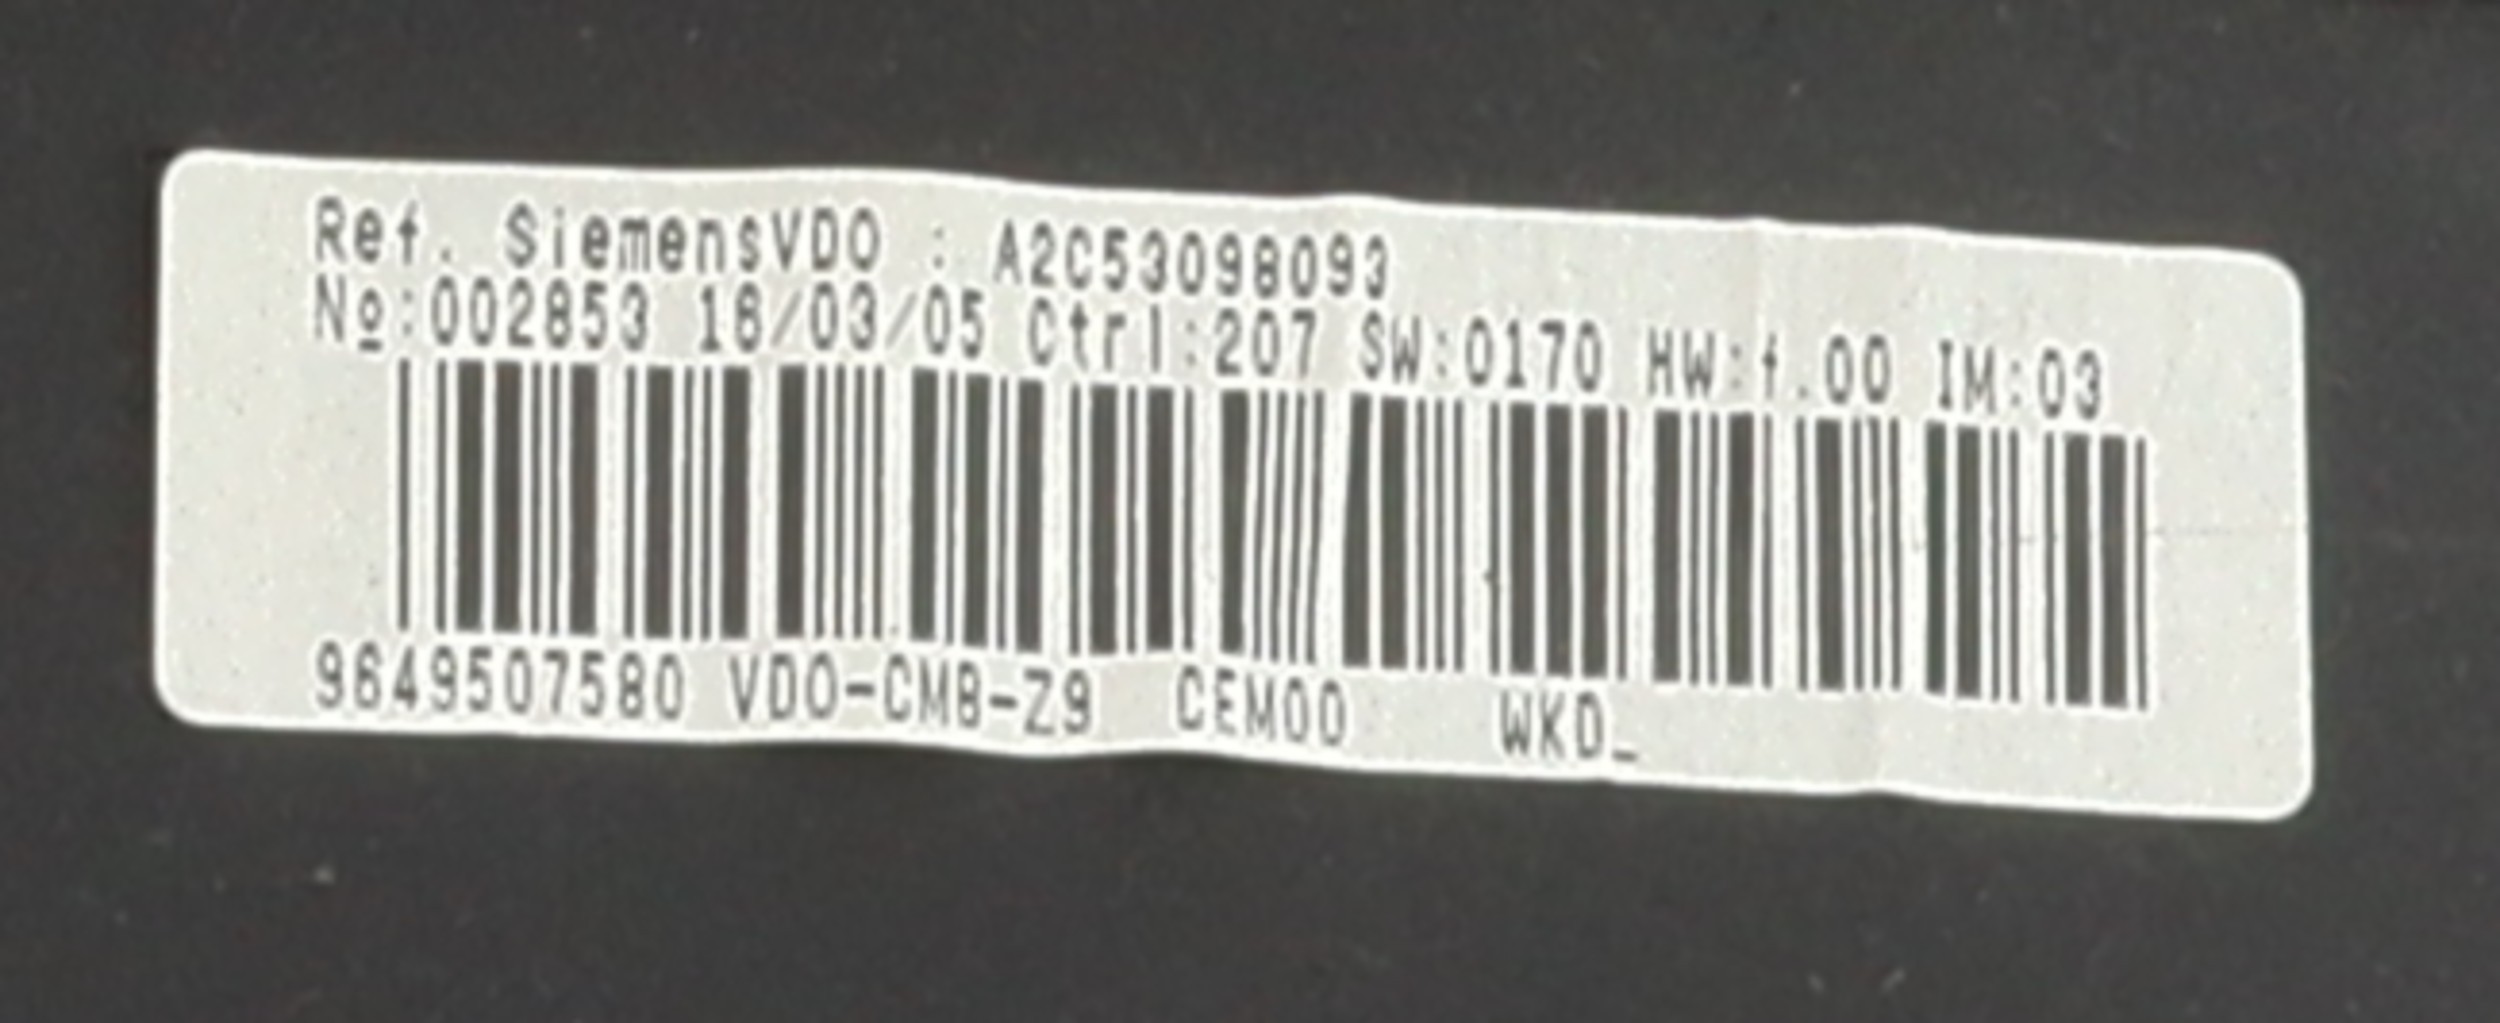 Ref. SiemensVDO : A2C53098093
Nº:002853 16/03/05 Ctrl:207 SW:0170 HW:f.00 IM:03
9649507580 VDO-CMB-Z9 CEM00 WKD_